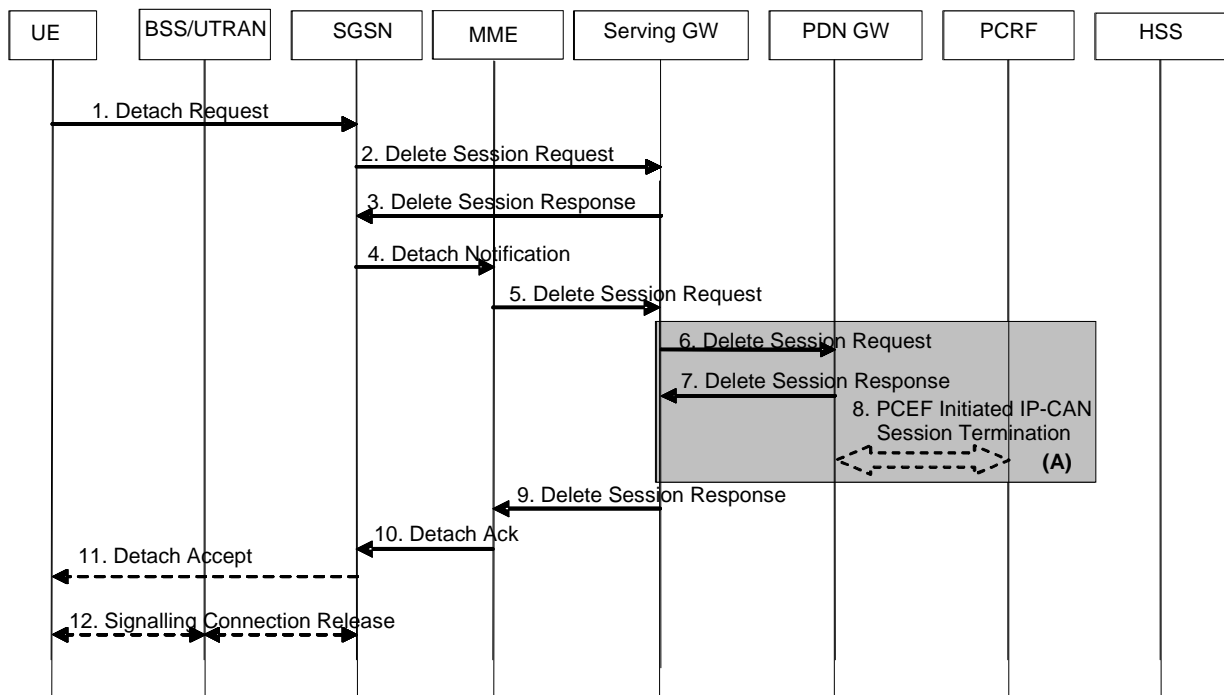 UE
BSS/UTRAN
SGSN
MME
Serving GW
PDN GW
PCRF
HSS
1. Detach Request
2. Delete Session Request
3. Delete Session Response
4. Detach Notification
5. Delete Session Request
6. Delete Session Request
7. Delete Session Response
8. PCEF Initiated IP-CAN
Session Termination
(A)
9. Delete Session Response
10. Detach Ack
11. Detach Accept
12. Signalling Connection Release